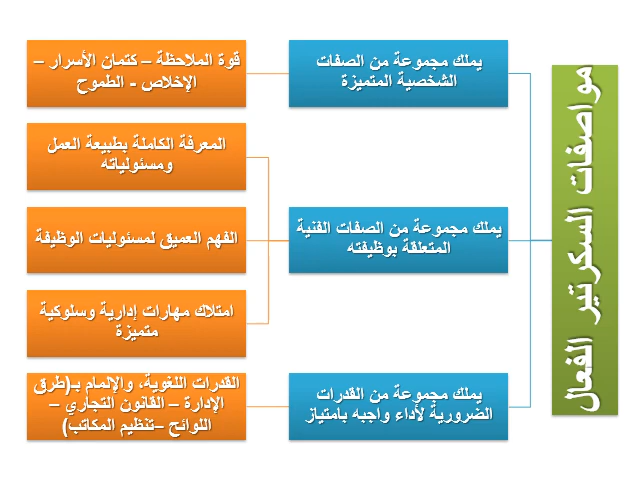 مواصفات السكرتير الفعال
يملك مجموعة من الصفات
الشخصية المتميزة
قوة الملاحظة – كتمان الأسرار –
الإخلاص - الطموح
يملك مجموعة من الصفات الفنية
المتعلقة بوظيفته
المعرفة الكاملة بطبيعة العمل
ومسئولياته
الفهم العميق لمسئوليات الوظيفة
امتلاك مهارات إدارية وسلوكية
متميزة
يملك مجموعة من القدرات
الضرورية لأداء واجبه بامتياز
القدرات اللغوية، والإلمام بـ(طرق
الإدارة – القانون التجاري –
اللوائح –تنظيم المكاتب)